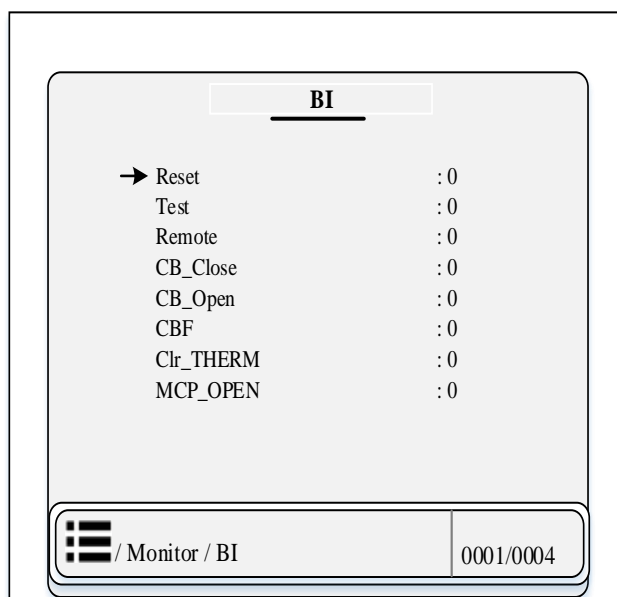 BI
Reset : 0
Test : 0
Remote : 0
CB_Close : 0
CB_Open : 0
CBF : 0
Clr_THERM : 0
MCP_OPEN : 0
/ Monitor / BI 0001/0004